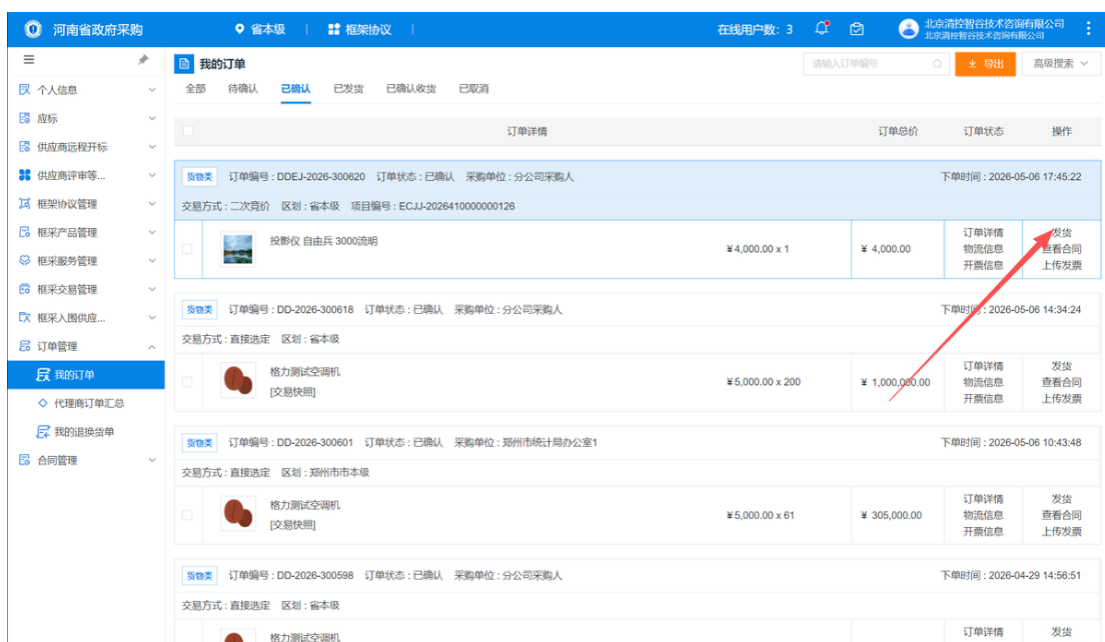 河南省政府采购 省本级 框架协议 在线用户数: 3 北京清控智谷技术咨询有限公司
北京清控智谷技术咨询有限公司
我的订单 请输入订单编号 导出 高级搜索
全部 待确认 已确认 已发货 已确认收货 已取消
个人信息
应标
供应商远程开标
供应商评审等...
框架协议管理
框采产品管理
框采服务管理
框采交易管理
框采入围供应...
订单管理
我的订单
代理商订单汇总
我的退换货单
合同管理
订单详情 订单总价 订单状态 操作
货物类 订单编号 : DDEJ-2026-300620 订单状态 : 已确认 采购单位 : 分公司采购人 下单时间 : 2026-05-06 17:45:22
交易方式 : 二次竞价 区划 : 省本级 项目编号 : ECJJ-2026410000000126
投影仪 自由兵 3000流明 ¥4,000.00 x 1 ¥ 4,000.00
订单详情 发货
物流信息 查看合同
开票信息 上传发票
货物类 订单编号 : DD-2026-300618 订单状态 : 已确认 采购单位 : 分公司采购人 下单时间 : 2026-05-06 14:34:24
交易方式 : 直接选定 区划 : 省本级
格力测试空调机
[交易快照] ¥5,000.00 x 200 ¥ 1,000,000.00
订单详情 发货
物流信息 查看合同
开票信息 上传发票
货物类 订单编号 : DD-2026-300601 订单状态 : 已确认 采购单位 : 郑州市统计局办公室1 下单时间 : 2026-05-06 10:43:48
交易方式 : 直接选定 区划 : 郑州市市本级
格力测试空调机
[交易快照] ¥5,000.00 x 61 ¥ 305,000.00
订单详情 发货
物流信息 查看合同
开票信息 上传发票
货物类 订单编号 : DD-2026-300598 订单状态 : 已确认 采购单位 : 分公司采购人 下单时间 : 2026-04-29 14:56:51
交易方式 : 直接选定 区划 : 省本级
格力测试空调机 订单详情 发货